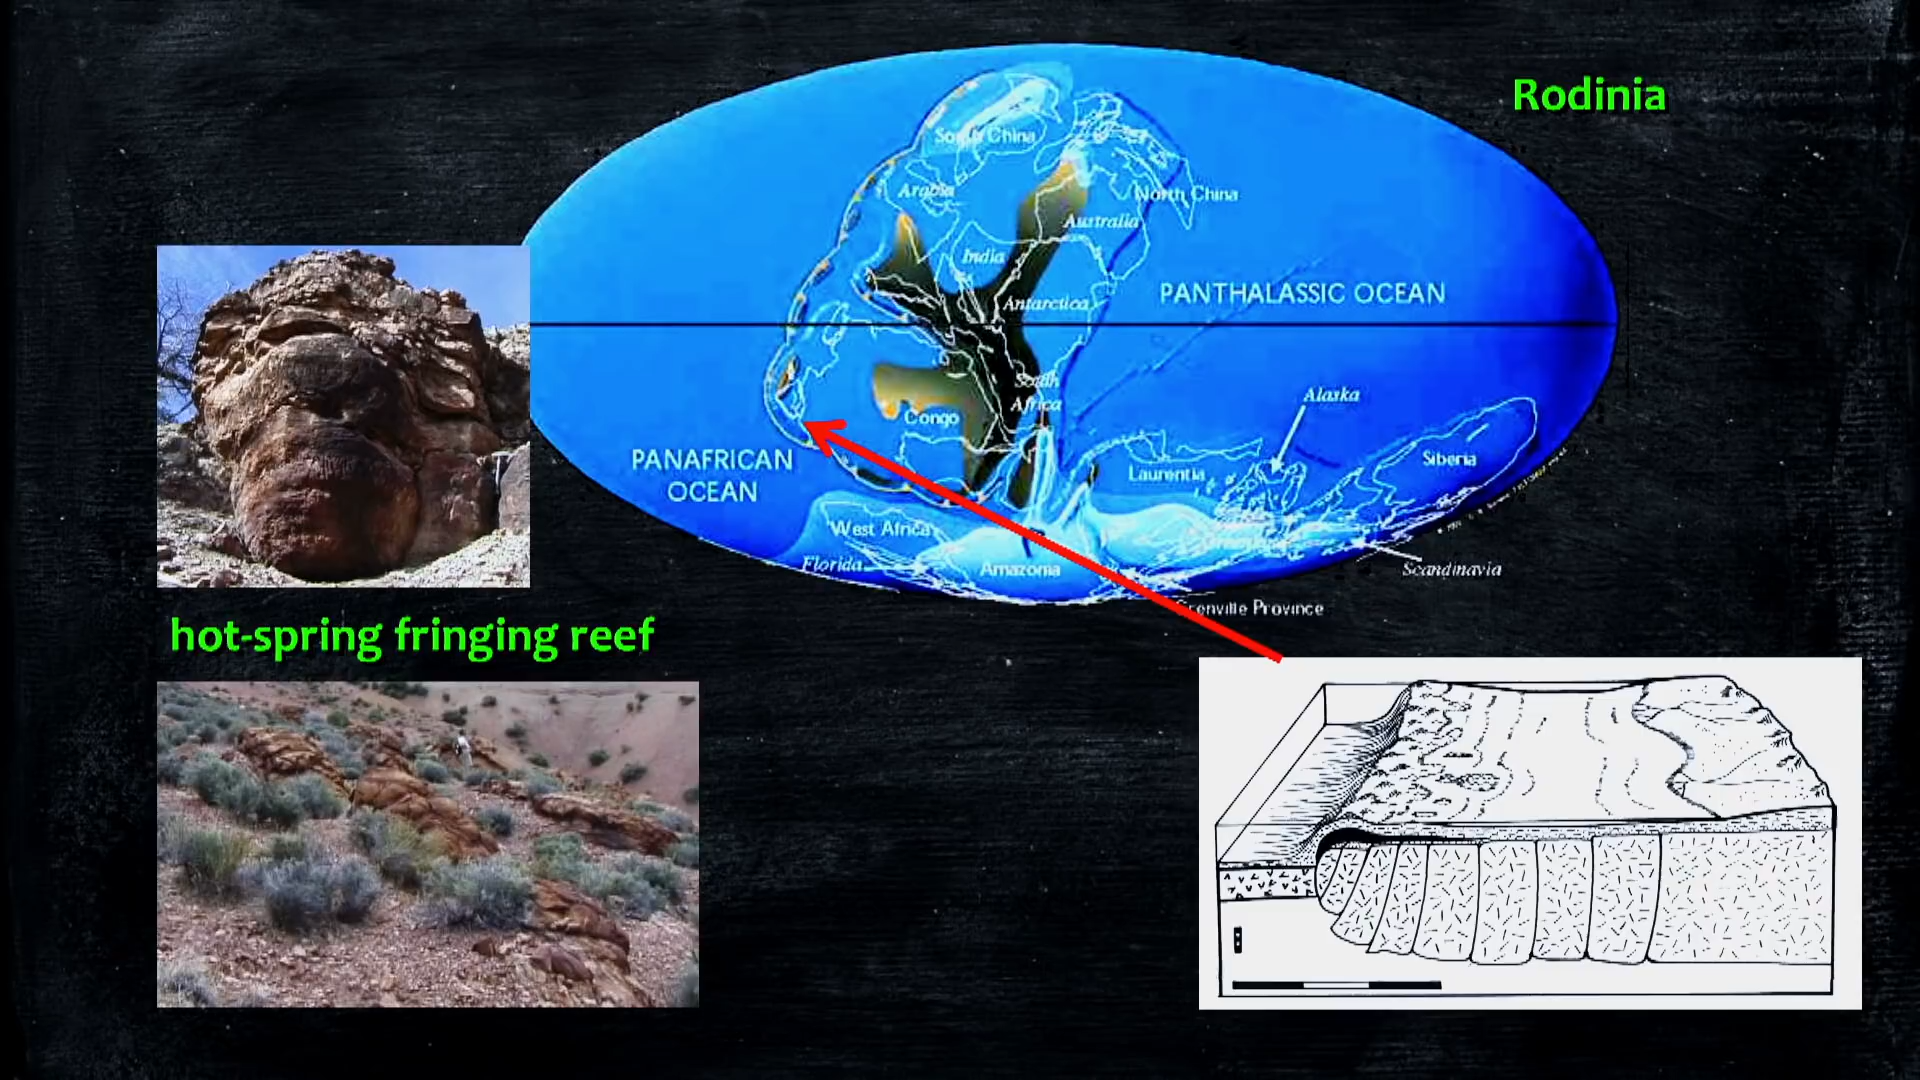 Rodinia
South China
Arabia
North China
Australia
India
Antarctica
PANTHALASSIC OCEAN
South
Africa
Alaska
Congo
PANAFRICAN
OCEAN
Laurentia
Siberia
West Africa
Florida
Amazonia
Scandinavia
Grenville Province
hot-spring fringing reef